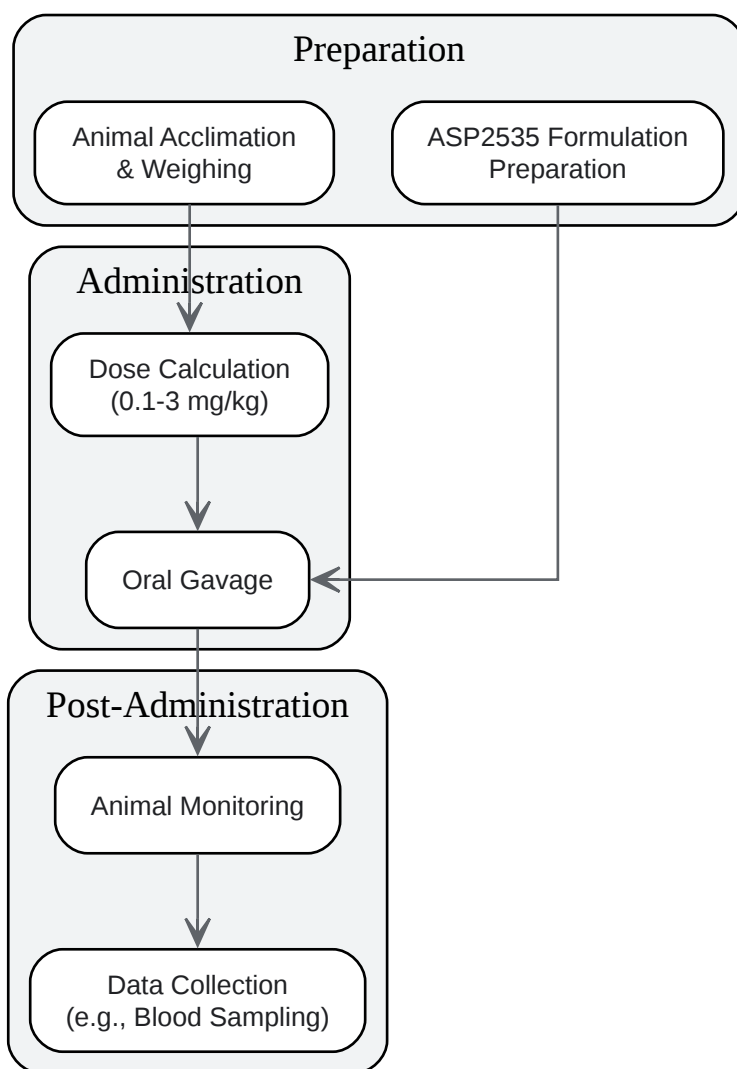 Preparation
Animal Acclimation
& Weighing
ASP2535 Formulation
Preparation
Administration
Dose Calculation
(0.1-3 mg/kg)
Oral Gavage
Post-Administration
Animal Monitoring
Data Collection
(e.g., Blood Sampling)